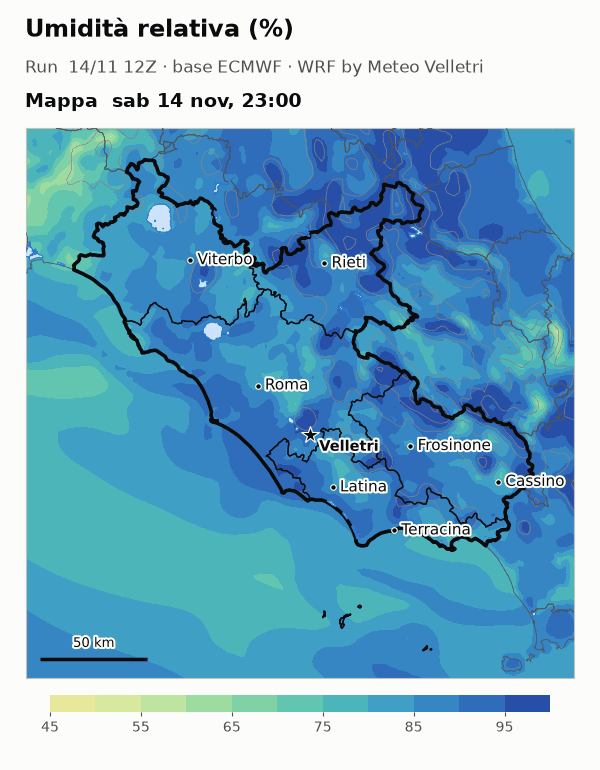 Umidità relativa (%)
Run  14/11 12Z · base ECMWF · WRF by Meteo Velletri
Mappa  sab 14 nov, 23:00
Viterbo
Rieti
Roma
Velletri
Frosinone
Cassino
Latina
Terracina
50 km
45 55 65 75 85 95